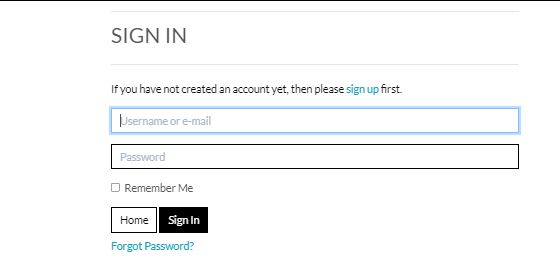 SIGN IN
If you have not created an account yet, then please sign up first.
Username or e-mail
Password
Remember Me
Home Sign In
Forgot Password?